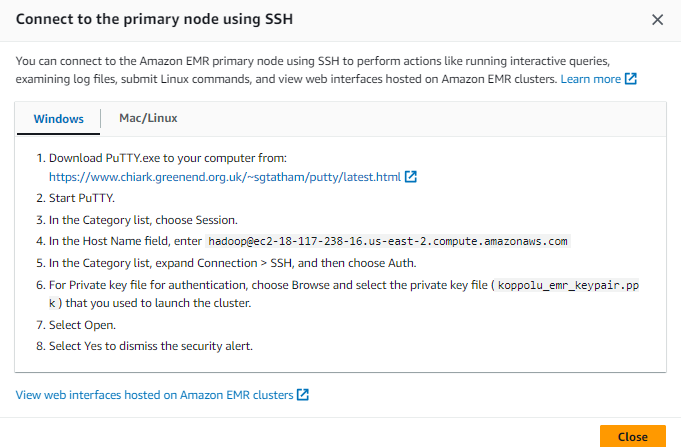 Connect to the primary node using SSH
You can connect to the Amazon EMR primary node using SSH to perform actions like running interactive queries,
examining log files, submit Linux commands, and view web interfaces hosted on Amazon EMR clusters. Learn more
Windows
Mac/Linux
1. Download PuTTY.exe to your computer from:
https://www.chiark.greenend.org.uk/~sgtatham/putty/latest.html
2. Start PuTTY.
3. In the Category list, choose Session.
4. In the Host Name field, enter hadoop@ec2-18-117-238-16.us-east-2.compute.amazonaws.com
5. In the Category list, expand Connection > SSH, and then choose Auth.
6. For Private key file for authentication, choose Browse and select the private key file ( koppolu_emr_keypair.pp
k ) that you used to launch the cluster.
7. Select Open.
8. Select Yes to dismiss the security alert.
View web interfaces hosted on Amazon EMR clusters
Close